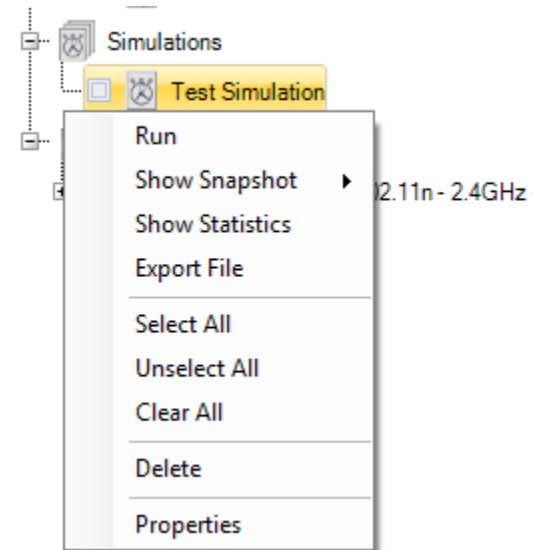 Simulations
Test Simulation
Run
Show Snapshot
02.11n - 2.4GHz
Show Statistics
Export File
Select All
Unselect All
Clear All
Delete
Properties